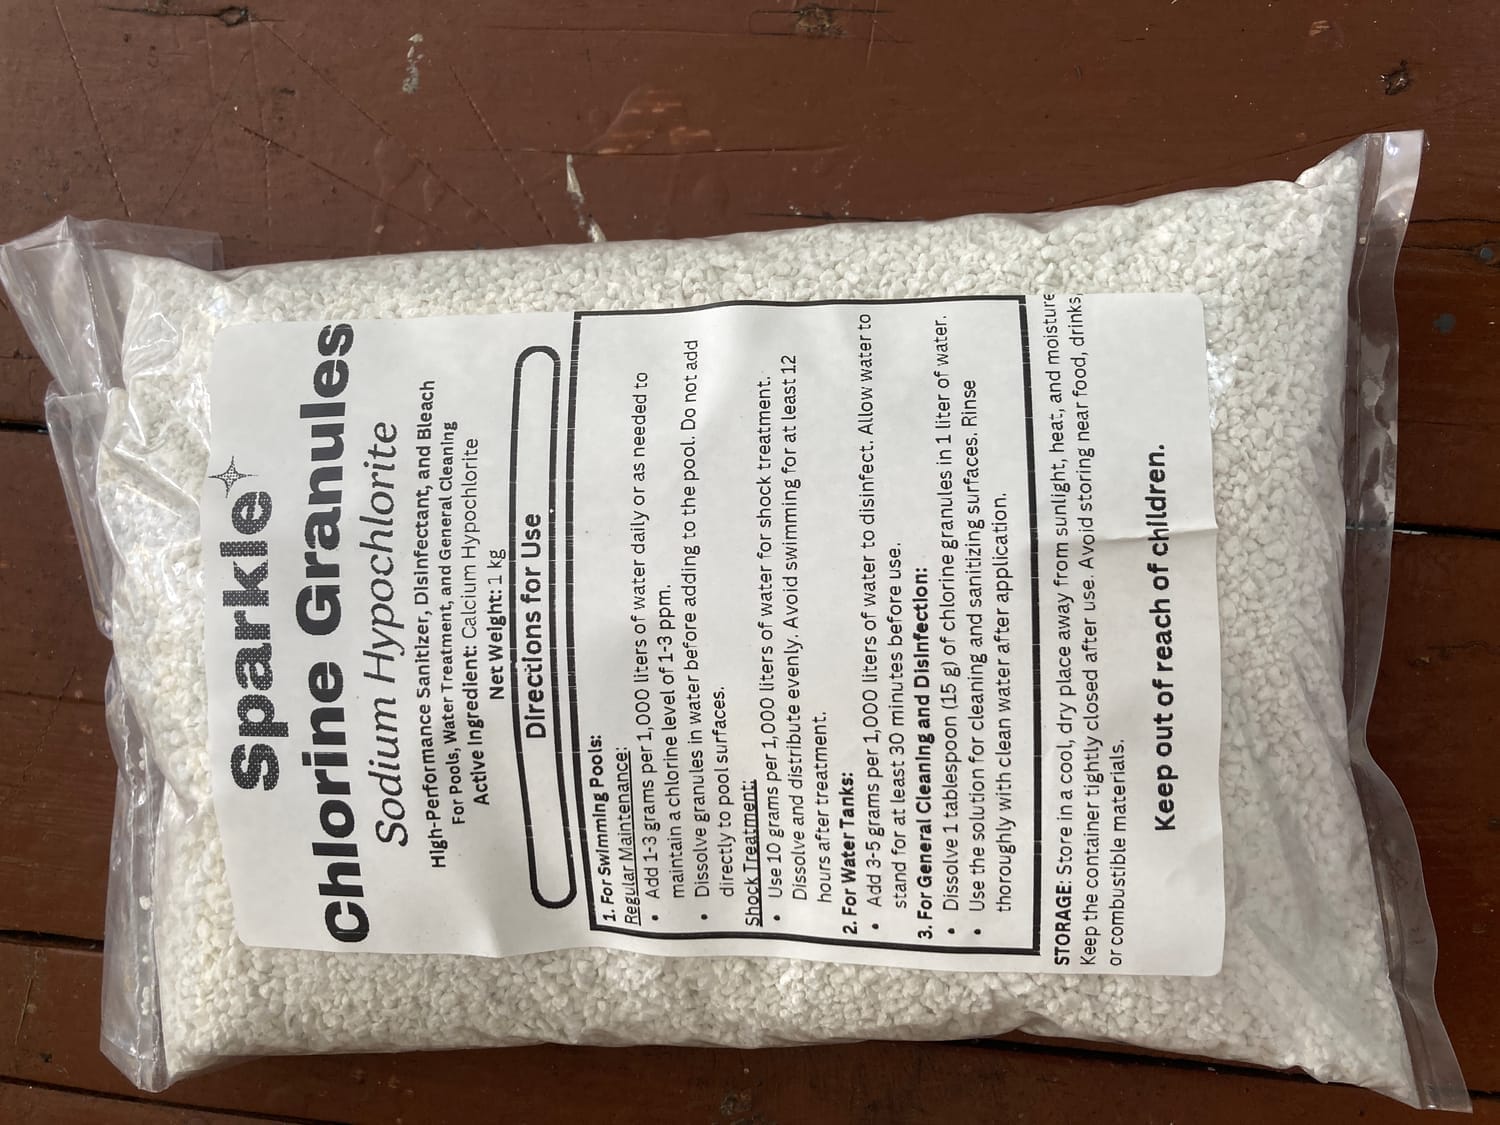 Sparkle
Chlorine Granules
Sodium Hypochlorite
High-Performance Sanitizer, Disinfectant, and Bleach
For Pools, Water Treatment, and General Cleaning
Active Ingredient: Calcium Hypochlorite
Net Weight: 1 kg
Directions for Use
1. For Swimming Pools:
Regular Maintenance:
• Add 1-3 grams per 1,000 liters of water daily or as needed to
maintain a chlorine level of 1-3 ppm.
• Dissolve granules in water before adding to the pool. Do not add
directly to pool surfaces.
Shock Treatment:
• Use 10 grams per 1,000 liters of water for shock treatment.
Dissolve and distribute evenly. Avoid swimming for at least 12
hours after treatment.
2. For Water Tanks:
• Add 3-5 grams per 1,000 liters of water to disinfect. Allow water to
stand for at least 30 minutes before use.
3. For General Cleaning and Disinfection:
• Dissolve 1 tablespoon (15 g) of chlorine granules in 1 liter of water.
• Use the solution for cleaning and sanitizing surfaces. Rinse
thoroughly with clean water after application.
STORAGE: Store in a cool, dry place away from sunlight, heat, and moisture
Keep the container tightly closed after use. Avoid storing near food, drinks,
or combustible materials.
Keep out of reach of children.